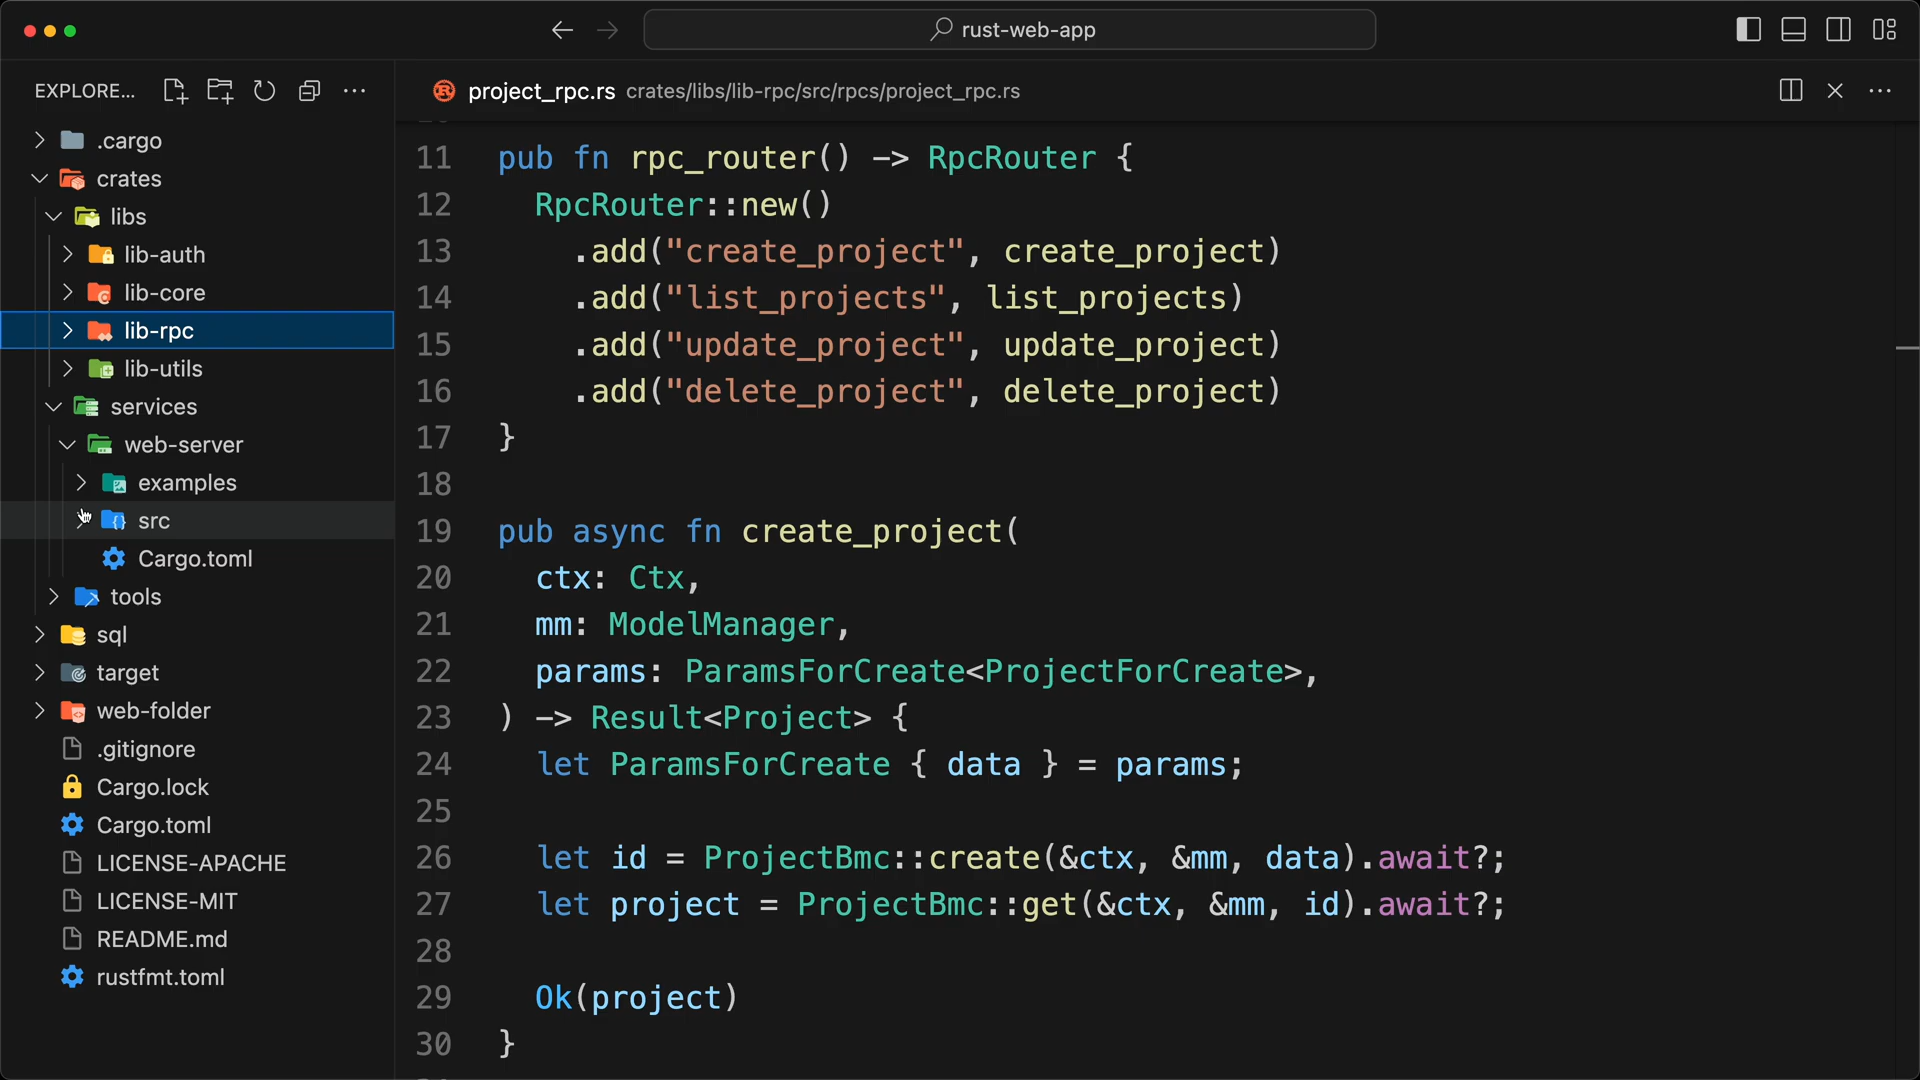 rust-web-app
EXPLORE...
.cargo
crates
libs
lib-auth
lib-core
lib-rpc
lib-utils
services
web-server
examples
src
Cargo.toml
tools
sql
target
web-folder
.gitignore
Cargo.lock
Cargo.toml
LICENSE-APACHE
LICENSE-MIT
README.md
rustfmt.toml
project_rpc.rs crates/libs/lib-rpc/src/rpcs/project_rpc.rs
11 pub fn rpc_router() -> RpcRouter {
12 RpcRouter::new()
13 .add("create_project", create_project)
14 .add("list_projects", list_projects)
15 .add("update_project", update_project)
16 .add("delete_project", delete_project)
17 }
18
19 pub async fn create_project(
20 ctx: Ctx,
21 mm: ModelManager,
22 params: ParamsForCreate<ProjectForCreate>,
23 ) -> Result<Project> {
24 let ParamsForCreate { data } = params;
25
26 let id = ProjectBmc::create(&ctx, &mm, data).await?;
27 let project = ProjectBmc::get(&ctx, &mm, id).await?;
28
29 Ok(project)
30 }